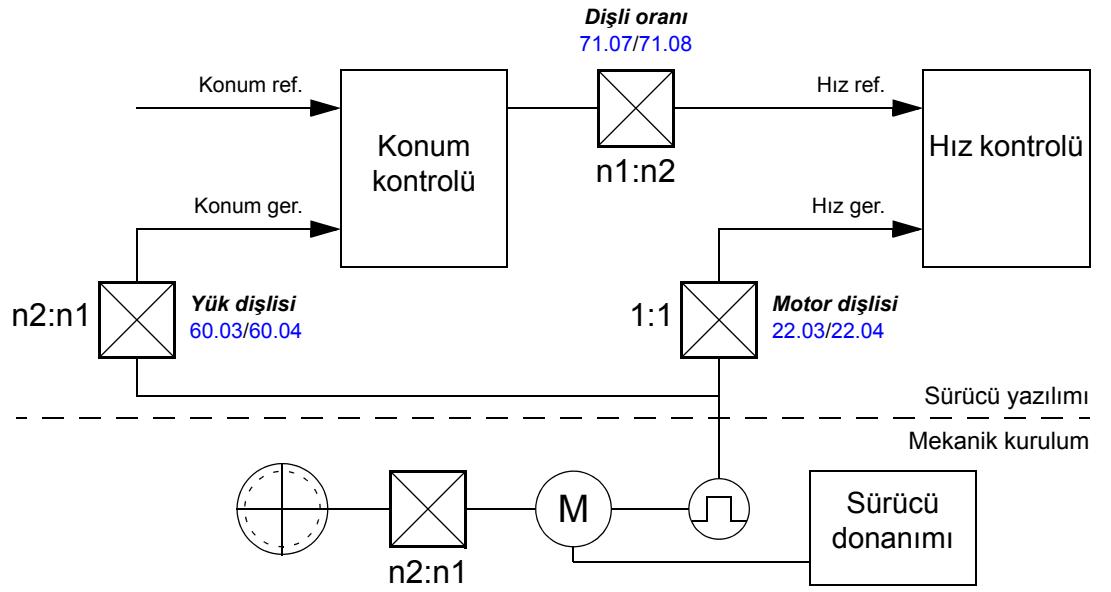 Dişli oranı
71.07/71.08
Konum ref.
Hız ref.
Konum
kontrolü
Hız kontrolü
n1:n2
Konum ger.
Hız ger.
n2:n1
Yük dişlisi
60.03/60.04
1:1
Motor dişlisi
22.03/22.04
Sürücü yazılımı
Mekanik kurulum
M
Sürücü
donanımı
n2:n1